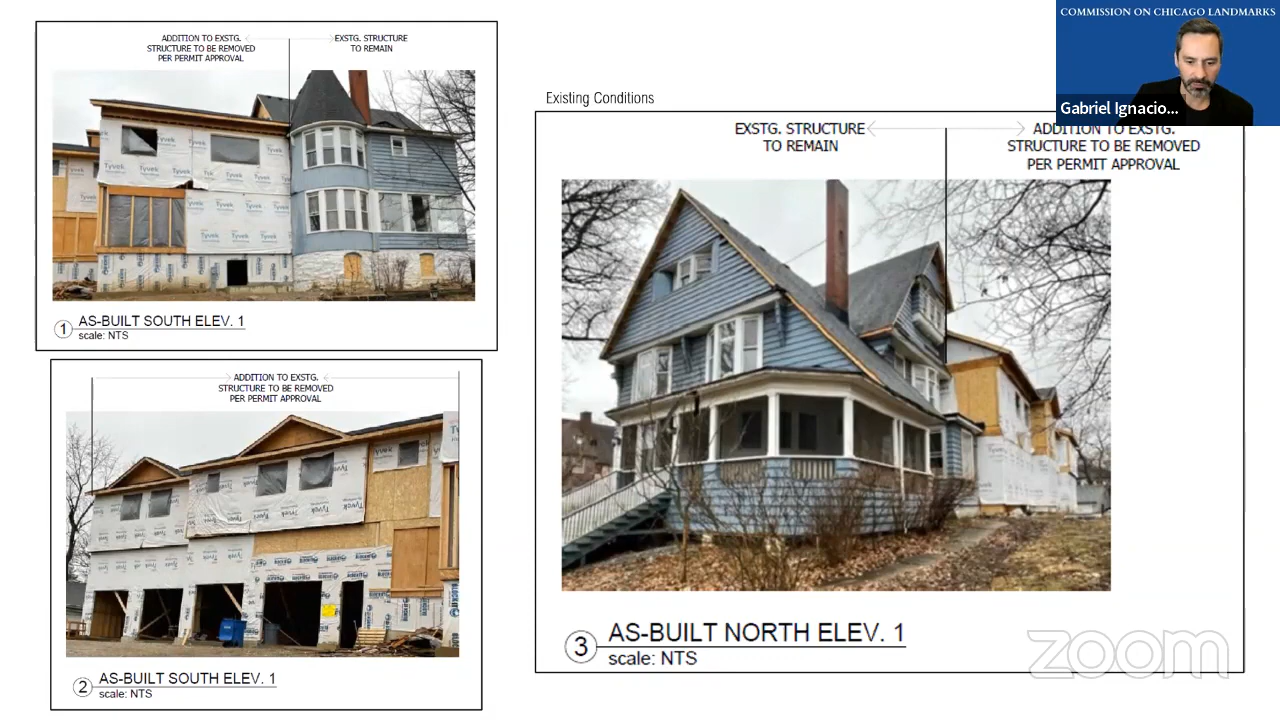 COMMISSION ON CHICAGO LANDMARKS
Gabriel Ignacio...
ADDITION TO EXSTG.
STRUCTURE TO BE REMOVED
PER PERMIT APPROVAL
EXSTG. STRUCTURE
TO REMAIN
Tyvek
1
AS-BUILT SOUTH ELEV. 1
scale: NTS
ADDITION TO EXSTG.
STRUCTURE TO BE REMOVED
PER PERMIT APPROVAL
2
AS-BUILT SOUTH ELEV. 1
scale: NTS
Existing Conditions
EXSTG. STRUCTURE
TO REMAIN
ADDITION TO EXSTG.
STRUCTURE TO BE REMOVED
PER PERMIT APPROVAL
3
AS-BUILT NORTH ELEV. 1
scale: NTS
zoom